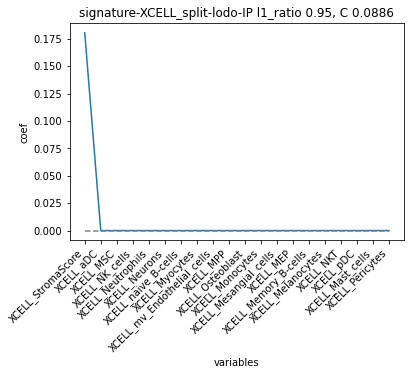 signature-XCELL_split-lodo-IP l1_ratio 0.95, C 0.0886
0.175
0.150
0.125
0.100
0.075
0.050
0.025
0.000
coef
XCELL_StromaScore
XCELL_aDC
XCELL_MSC
XCELL_NK_cells
XCELL_Neutrophils
XCELL_Neurons
XCELL_naive_B-cells
XCELL_Myocytes
XCELL_mv_Endothelial_cells
XCELL_MPP
XCELL_Osteoblast
XCELL_Monocytes
XCELL_Mesangial_cells
XCELL_MEP
XCELL_Memory_B-cells
XCELL_Melanocytes
XCELL_NKT
XCELL_pDC
XCELL_Mast_cells
XCELL_Pericytes
variables